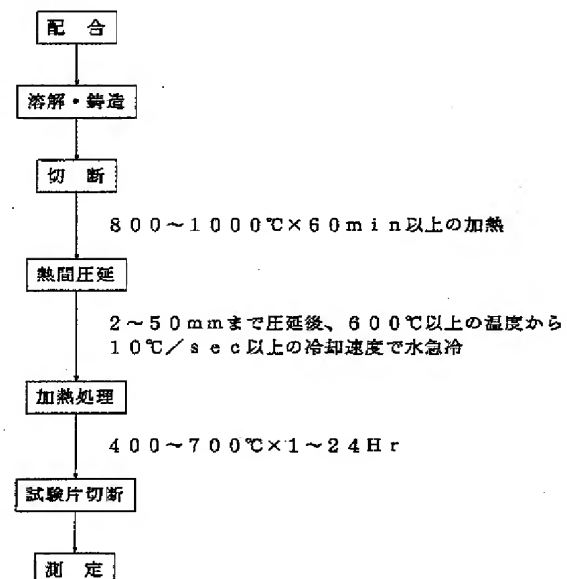 配 合
溶解・鋳造
切 断
800~1000℃×60min以上の加熱
熱間圧延
2~50mmまで圧延後、600℃以上の温度から
10℃/sec以上の冷却速度で水急冷
加熱処理
400~700℃×1~24Hr
試験片切断
測 定